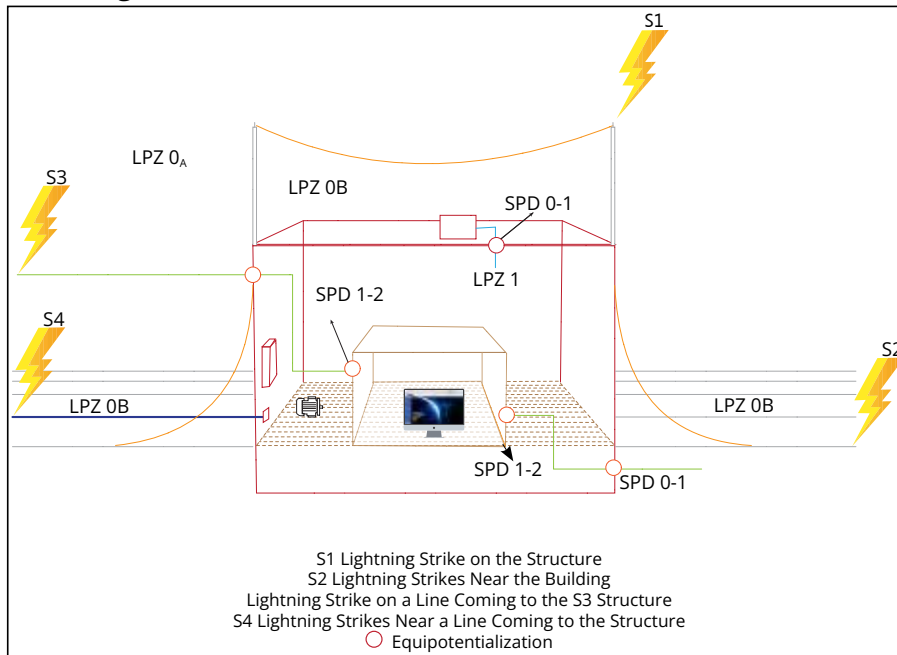 S1
LPZ 0A
S3
LPZ 0B
SPD 0-1
LPZ 1
SPD 1-2
S4
S2
LPZ 0B
LPZ 0B
SPD 1-2
SPD 0-1
S1 Lightning Strike on the Structure
S2 Lightning Strikes Near the Building
Lightning Strike on a Line Coming to the S3 Structure
S4 Lightning Strikes Near a Line Coming to the Structure
Equipotentialization